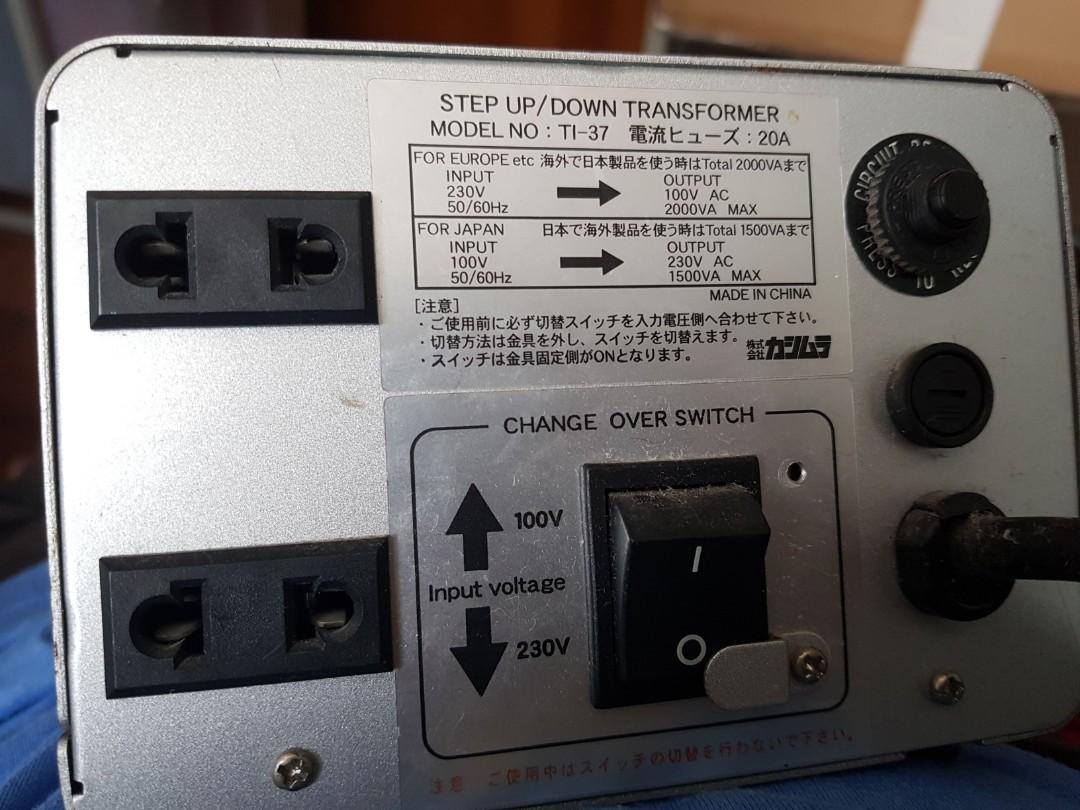 STEP UP/DOWN TRANSFORMER
MODEL NO : TI-37 電流ヒューズ : 20A
FOR EUROPE etc 海外で日本製品を使う時はTotal 2000VAまで
INPUT OUTPUT
230V 100V AC
50/60Hz 2000VA MAX
FOR JAPAN 日本で海外製品を使う時はTotal 1500VAまで
INPUT OUTPUT
100V 230V AC
50/60Hz 1500VA MAX
MADE IN CHINA
[注意]
・ご使用前に必ず切替スイッチを入力電圧側へ合わせて下さい。
・切替方法は金具を外し、スイッチを切替えます。
・スイッチは金具固定側がONとなります。
株式会社 カシムラ
CIRCUIT
PRESS TO
CHANGE OVER SWITCH
100V
Input voltage
230V
I
O
注意 ご使用中はスイッチの切替を行わないで下さい。